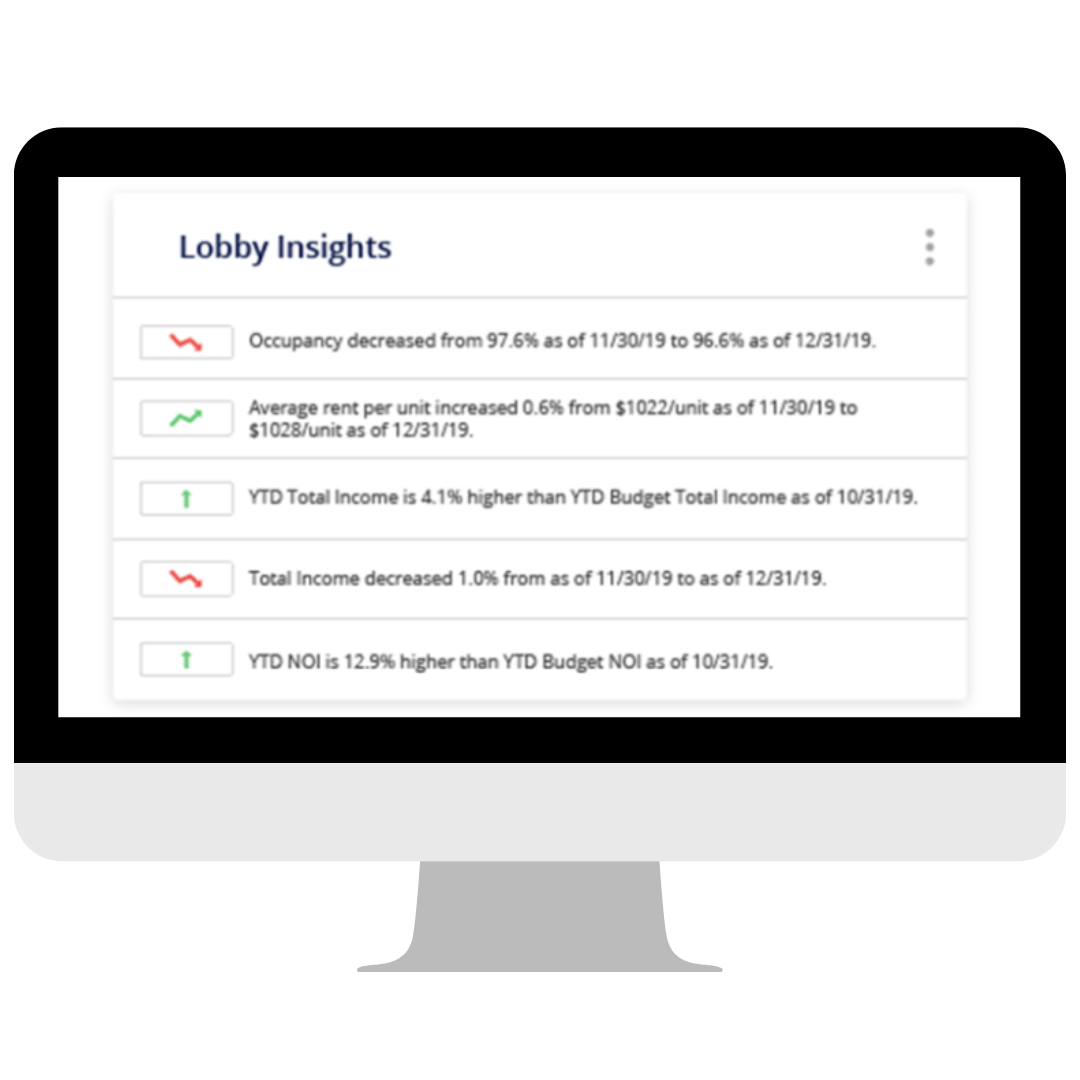 Lobby Insights
Occupancy decreased from 97.6% as of 11/30/19 to 96.6% as of 12/31/19.
Average rent per unit increased 0.6% from $1022/unit as of 11/30/19 to
$1028/unit as of 12/31/19.
YTD Total Income is 4.1% higher than YTD Budget Total Income as of 10/31/19.
Total Income decreased 1.0% from as of 11/30/19 to as of 12/31/19.
YTD NOI is 12.9% higher than YTD Budget NOI as of 10/31/19.